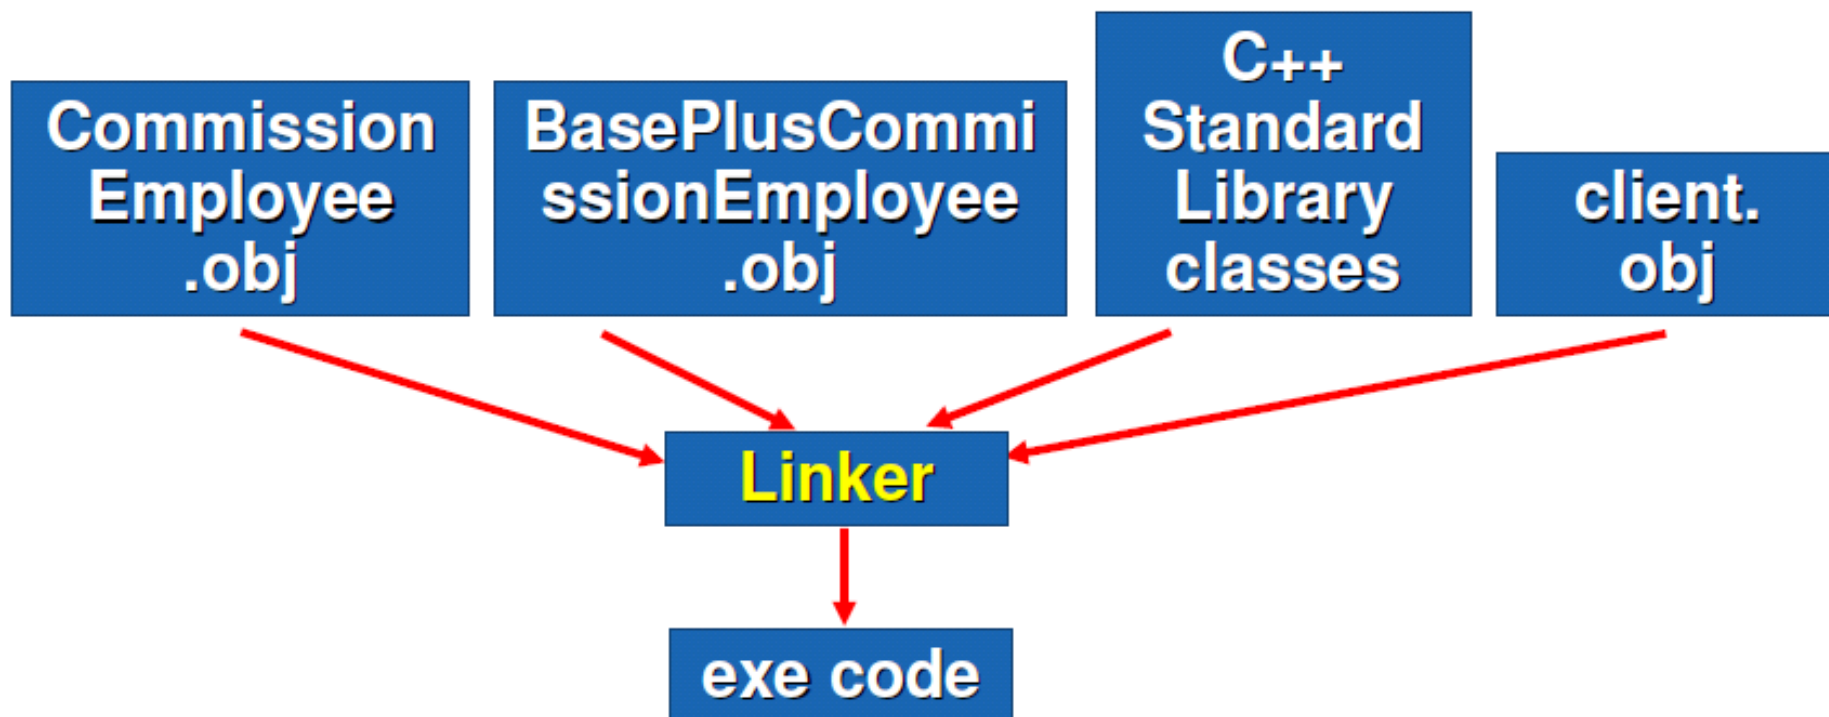 Commission
Employee
.obj
BasePlusCommi
ssionEmployee
.obj
C++
Standard
Library
classes
client.
obj
Linker
exe code